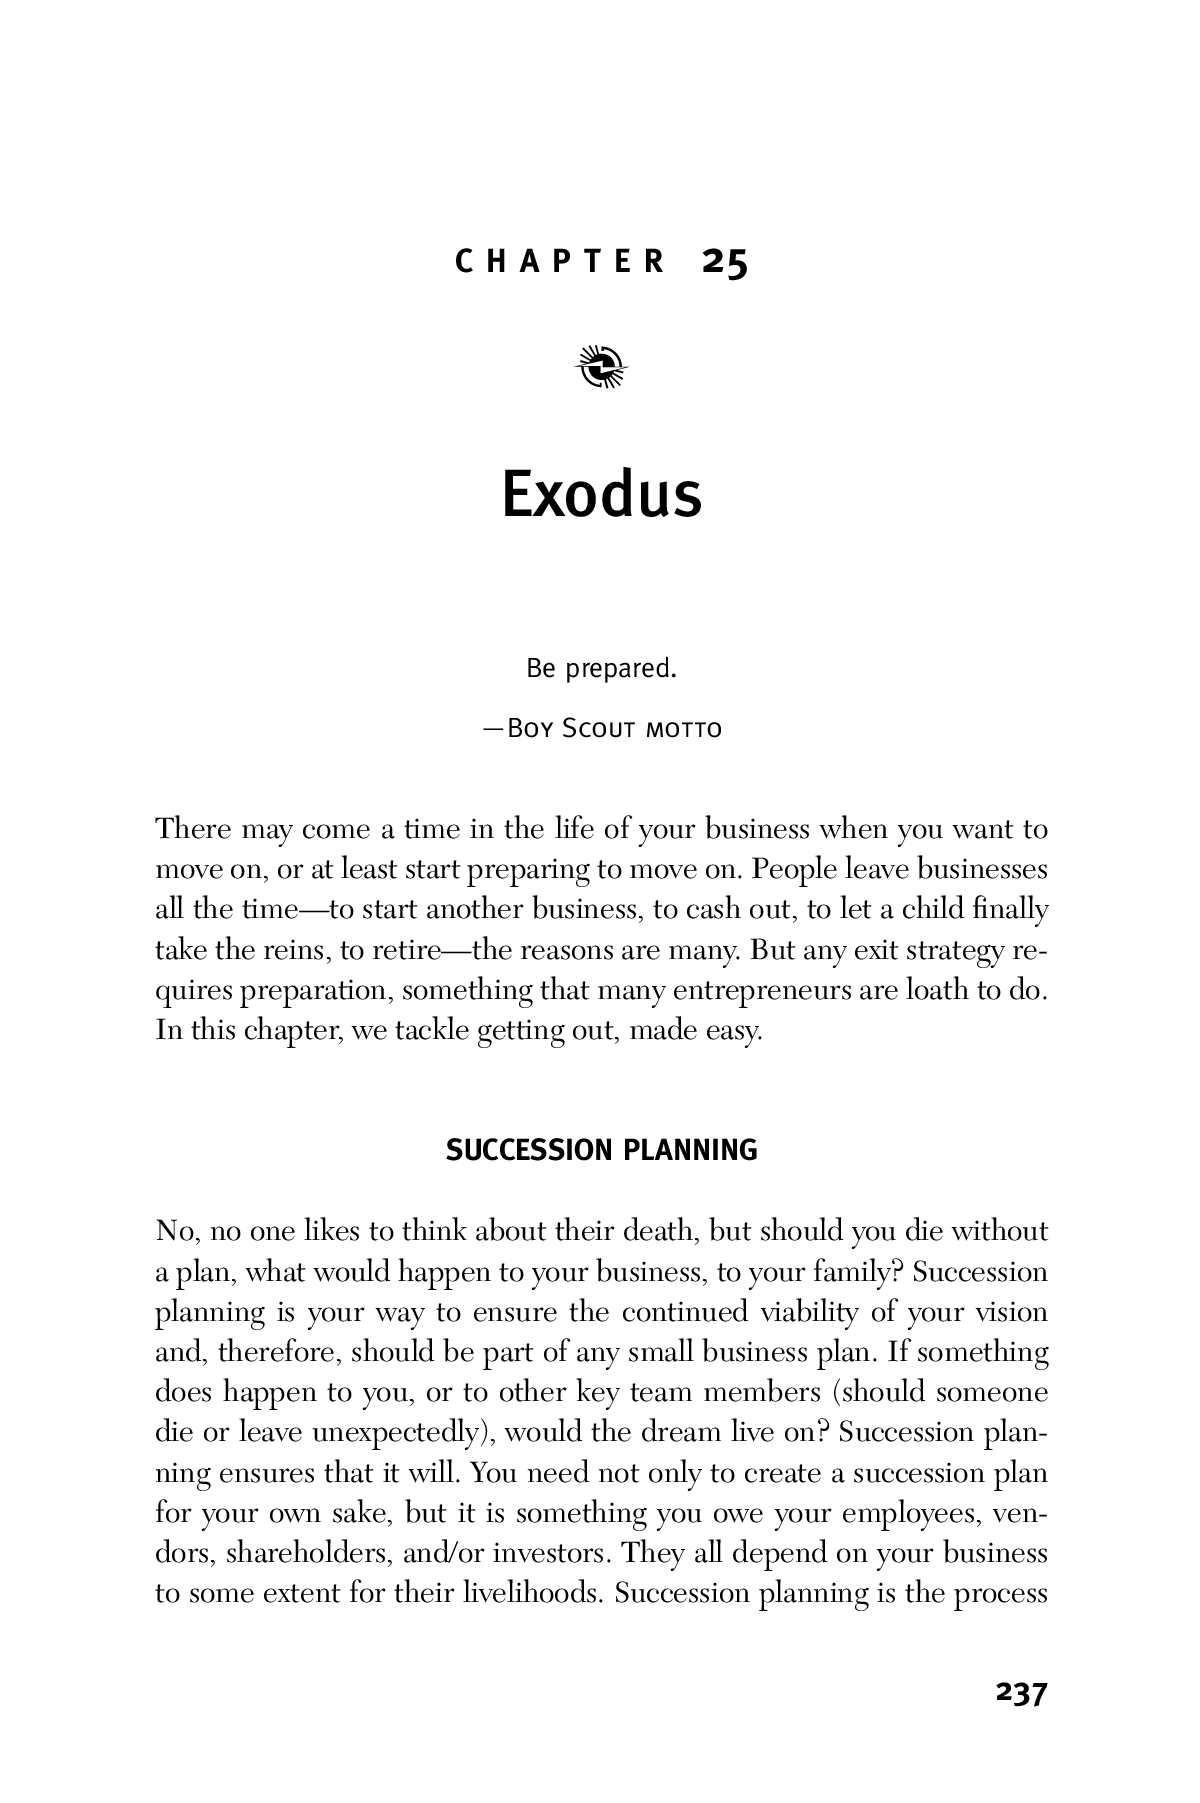 CHAPTER 25
Exodus
Be prepared.
—Boy Scout motto
There may come a time in the life of your business when you want to
move on, or at least start preparing to move on. People leave businesses
all the time—to start another business, to cash out, to let a child finally
take the reins, to retire—the reasons are many. But any exit strategy re-
quires preparation, something that many entrepreneurs are loath to do.
In this chapter, we tackle getting out, made easy.
SUCCESSION PLANNING
No, no one likes to think about their death, but should you die without
a plan, what would happen to your business, to your family? Succession
planning is your way to ensure the continued viability of your vision
and, therefore, should be part of any small business plan. If something
does happen to you, or to other key team members (should someone
die or leave unexpectedly), would the dream live on? Succession plan-
ning ensures that it will. You need not only to create a succession plan
for your own sake, but it is something you owe your employees, ven-
dors, shareholders, and/or investors. They all depend on your business
to some extent for their livelihoods. Succession planning is the process
237